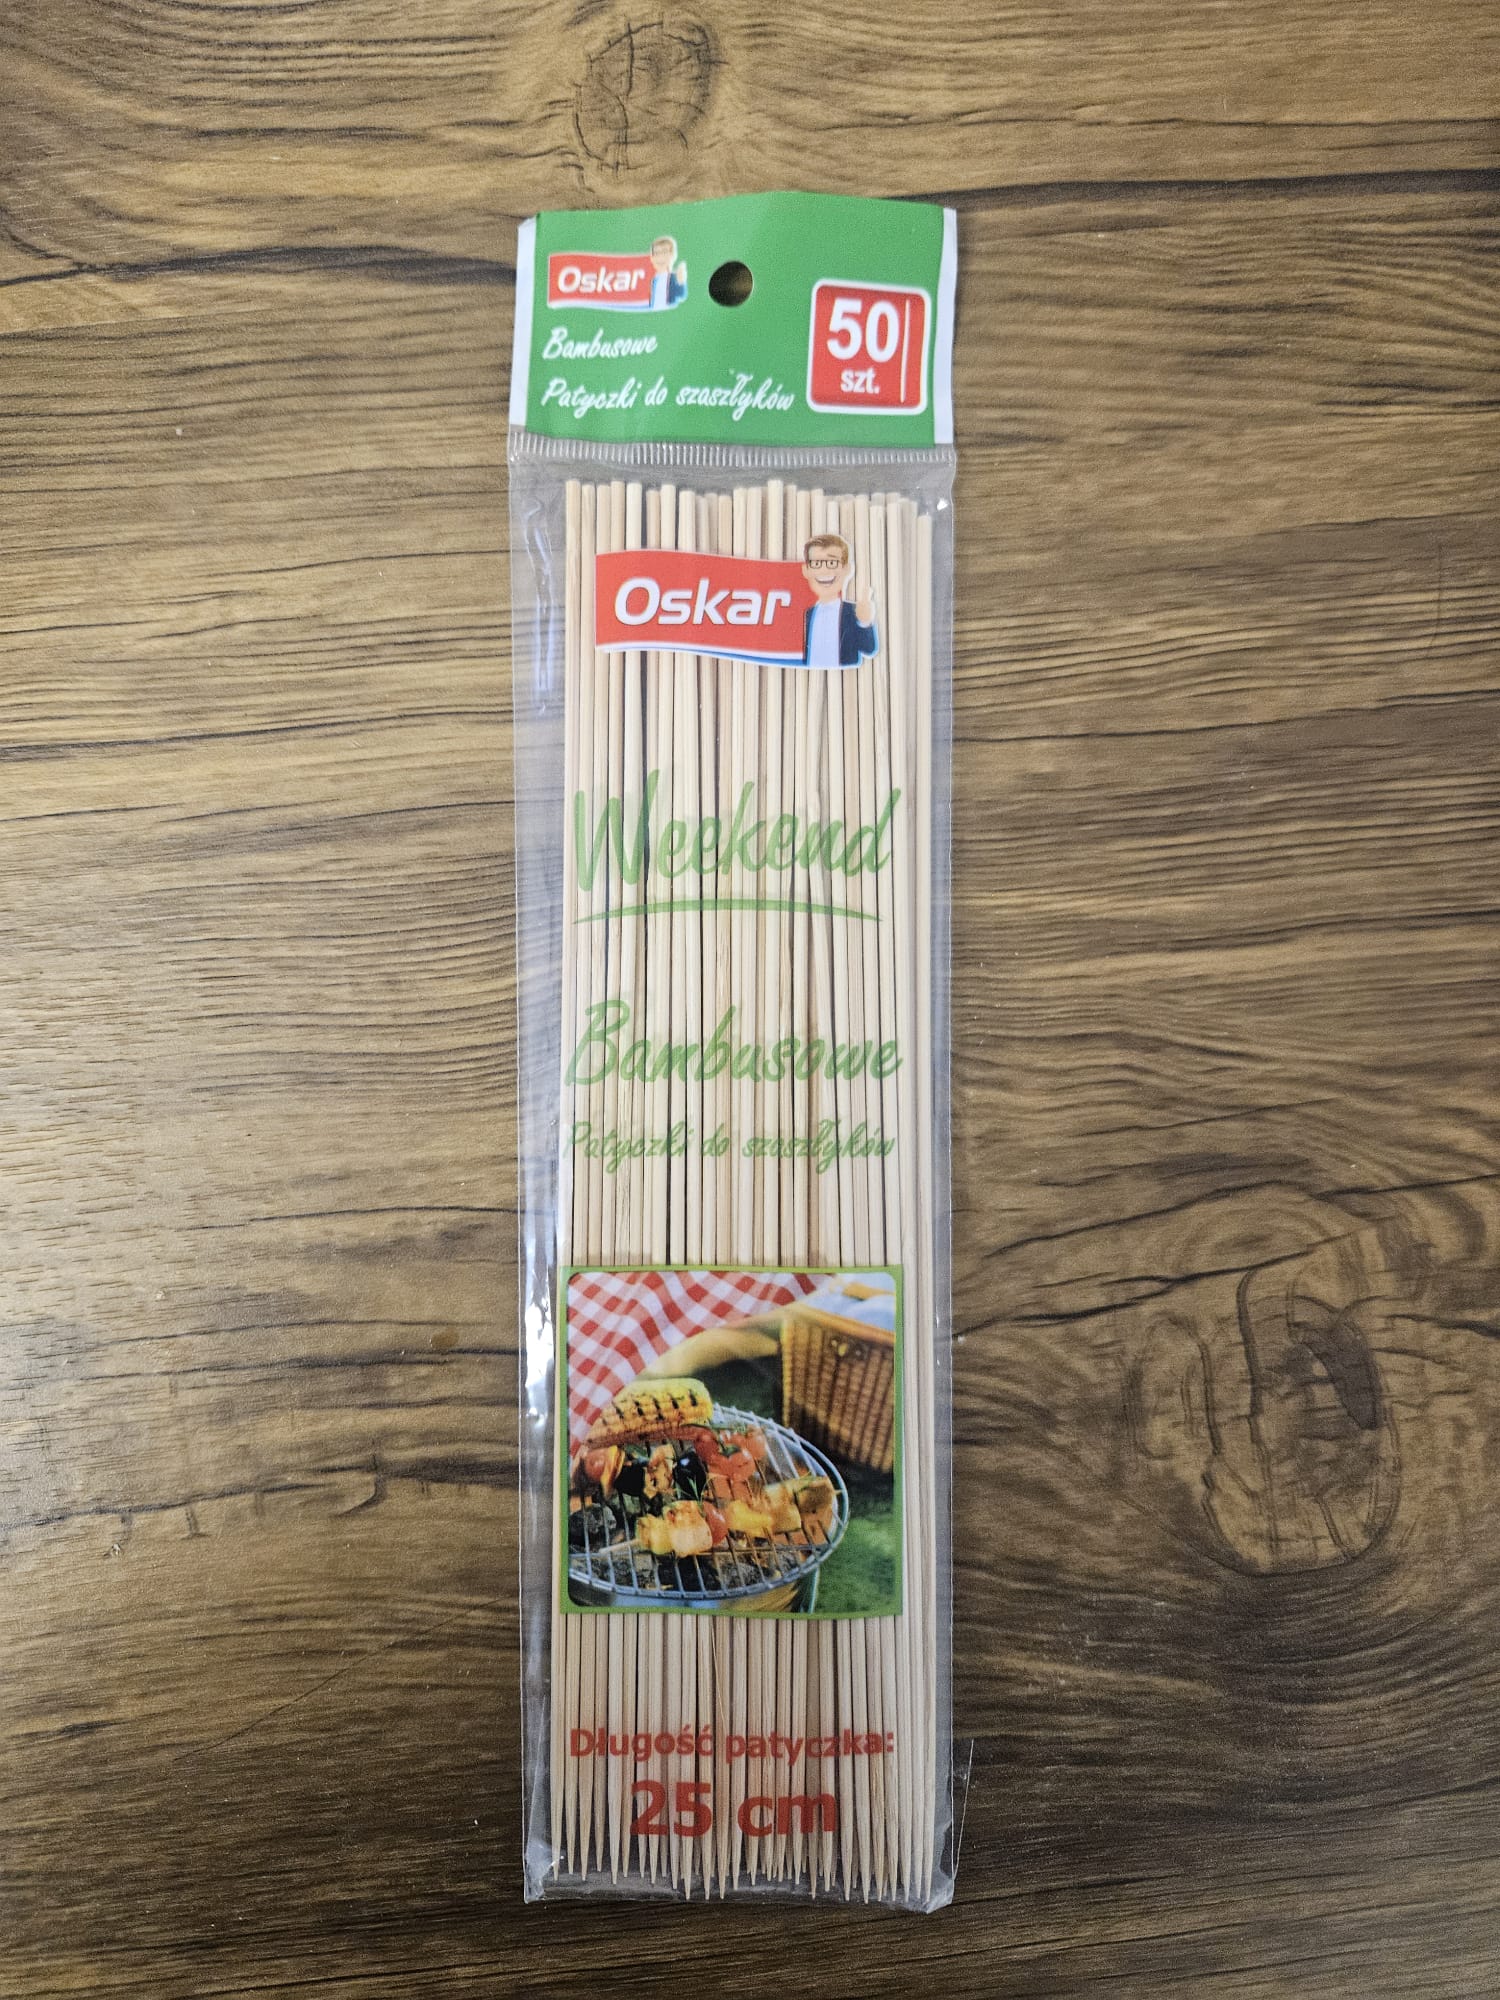 Oskar
Bambusowe
Patyczki do szaszłyków
50
szt.
Oskar
Weekend
Bambusowe
Patyczki do szaszłyków
Długość patyczka:
25 cm